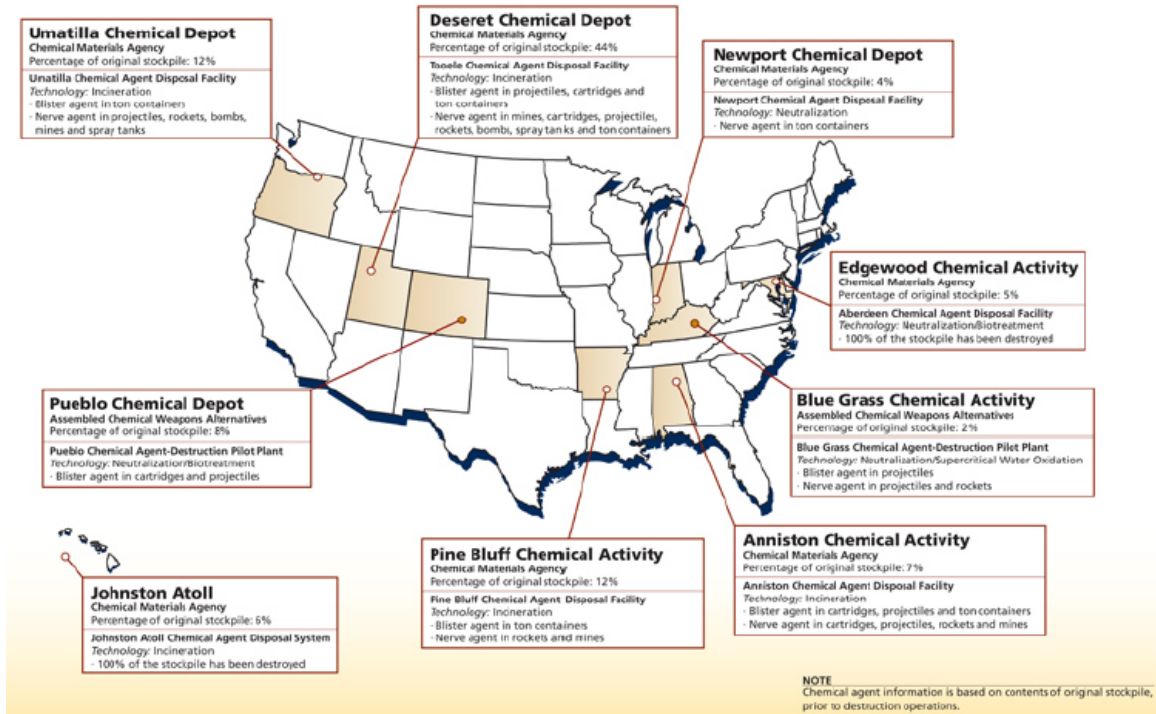 Umatilla Chemical Depot
Chemical Materials Agency
Percentage of original stockpile: 12%
Unatilla Chemical Agent Disposal Facility
Technology: Incineration
· Blister agent in ton containers
· Nerve agent in projectiles, rockets, bombs,
mines and spray tanks
Deseret Chemical Depot
Chemical Materials Agency
Percentage of original stockpile: 44%
Tooele Chemical Agent Disposal Facility
Technology: Incineration
· Blister agent in projectiles, cartridges and
ton containers
· Nerve agent in mines, cartridges, projectiles,
rockets, bombs, spray tanks and ton containers
Newport Chemical Depot
Chemical Materials Agency
Percentage of original stockpile: 4%
Newport Chemical Agent Disposal Facility
Technology: Neutralization
· Nerve agent in ton containers
Edgewood Chemical Activity
Chemical Materials Agency
Percentage of original stockpile: 5%
Aberdeen Chemical Agent Disposal Facility
Technology: Neutralization/Biotreatment
· 100% of the stockpile has been destroyed
Pueblo Chemical Depot
Assembled Chemical Weapons Alternatives
Percentage of original stockpile: 8%
Pueblo Chemical Agent-Destruction Pilot Plant
Technology: Neutralization/Biotreatment
· Blister agent in cartridges and projectiles
Blue Grass Chemical Activity
Assembled Chemical Weapons Alternatives
Percentage of original stockpile: 2%
Blue Grass Chemical Agent-Destruction Pilot Plant
Technology: Neutralization/Supercritical Water Oxidation
· Blister agent in projectiles
· Nerve agent in projectiles and rockets
Pine Bluff Chemical Activity
Chemical Materials Agency
Percentage of original stockpile: 12%
Pine Bluff Chemical Agent Disposal Facility
Technology: Incineration
· Blister agent in ton containers
· Nerve agent in rockets and mines
Anniston Chemical Activity
Chemical Materials Agency
Percentage of original stockpile: 7%
Anniston Chemical Agent Disposal Facility
Technology: Incineration
· Blister agent in cartridges, projectiles and ton containers
· Nerve agent in cartridges, projectiles, rockets and mines
Johnston Atoll
Chemical Materials Agency
Percentage of original stockpile: 6%
Johnston Atoll Chemical Agent Disposal System
Technology: Incineration
· 100% of the stockpile has been destroyed
NOTE
Chemical agent information is based on contents of original stockpile,
prior to destruction operations.